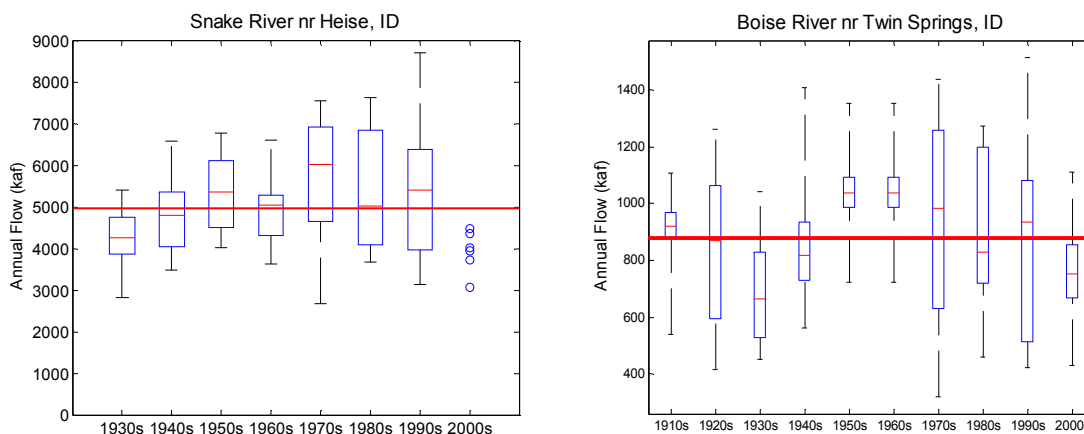 Snake River nr Heise, ID
Annual Flow (kaf)
9000
8000
7000
6000
5000
4000
3000
2000
1000
0
1930s 1940s 1950s 1960s 1970s 1980s 1990s 2000s
Boise River nr Twin Springs, ID
Annual Flow (kaf)
1400
1200
1000
800
600
400
1910s 1920s 1930s 1940s 1950s 1960s 1970s 1980s 1990s 2000